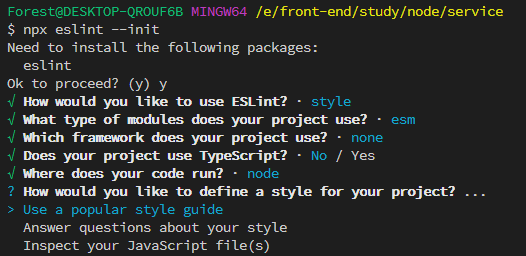 Forest@DESKTOP-QROUF6B MINGW64 /e/front-end/study/node/service
$ npx eslint --init
Need to install the following packages:
  eslint
Ok to proceed? (y) y
√ How would you like to use ESLint? · style
√ What type of modules does your project use? · esm
√ Which framework does your project use? · none
√ Does your project use TypeScript? · No / Yes
√ Where does your code run? · node
? How would you like to define a style for your project? ...
> Use a popular style guide
  Answer questions about your style
  Inspect your JavaScript file(s)